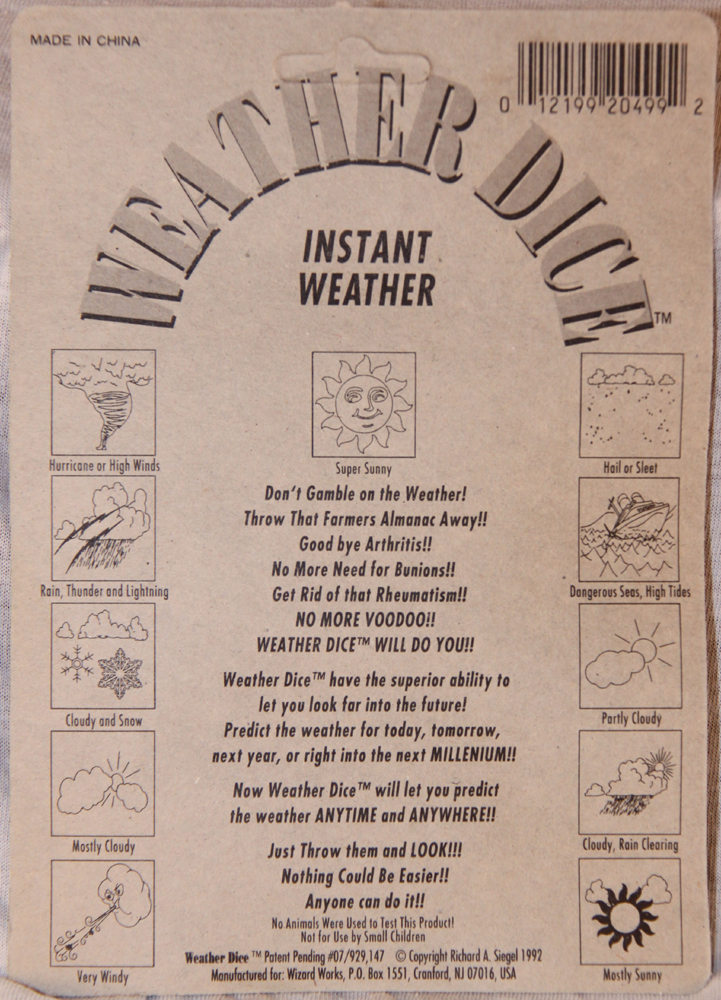 MADE IN CHINA
0 12199 20499 2
WEATHER DICE™
INSTANT
WEATHER
Hurricane or High Winds
Rain, Thunder and Lightning
Cloudy and Snow
Mostly Cloudy
Very Windy
Super Sunny
Don't Gamble on the Weather!
Throw That Farmers Almanac Away!!
Good bye Arthritis!!
No More Need for Bunions!!
Get Rid of that Rheumatism!!
NO MORE VOODOO!!
WEATHER DICE™ WILL DO YOU!!
Weather Dice™ have the superior ability to
let you look far into the future!
Predict the weather for today, tomorrow,
next year, or right into the next MILLENIUM!!
Now Weather Dice™ will let you predict
the weather ANYTIME and ANYWHERE!!
Just Throw them and LOOK!!!
Nothing Could Be Easier!!
Anyone can do it!!
No Animals Were Used to Test This Product!
Not for Use by Small Children
Weather Dice ™ Patent Pending #07/929,147 © Copyright Richard A. Siegel 1992
Manufactured for: Wizard Works, P.O. Box 1551, Cranford, NJ 07016, USA
Hail or Sleet
Dangerous Seas, High Tides
Partly Cloudy
Cloudy, Rain Clearing
Mostly Sunny